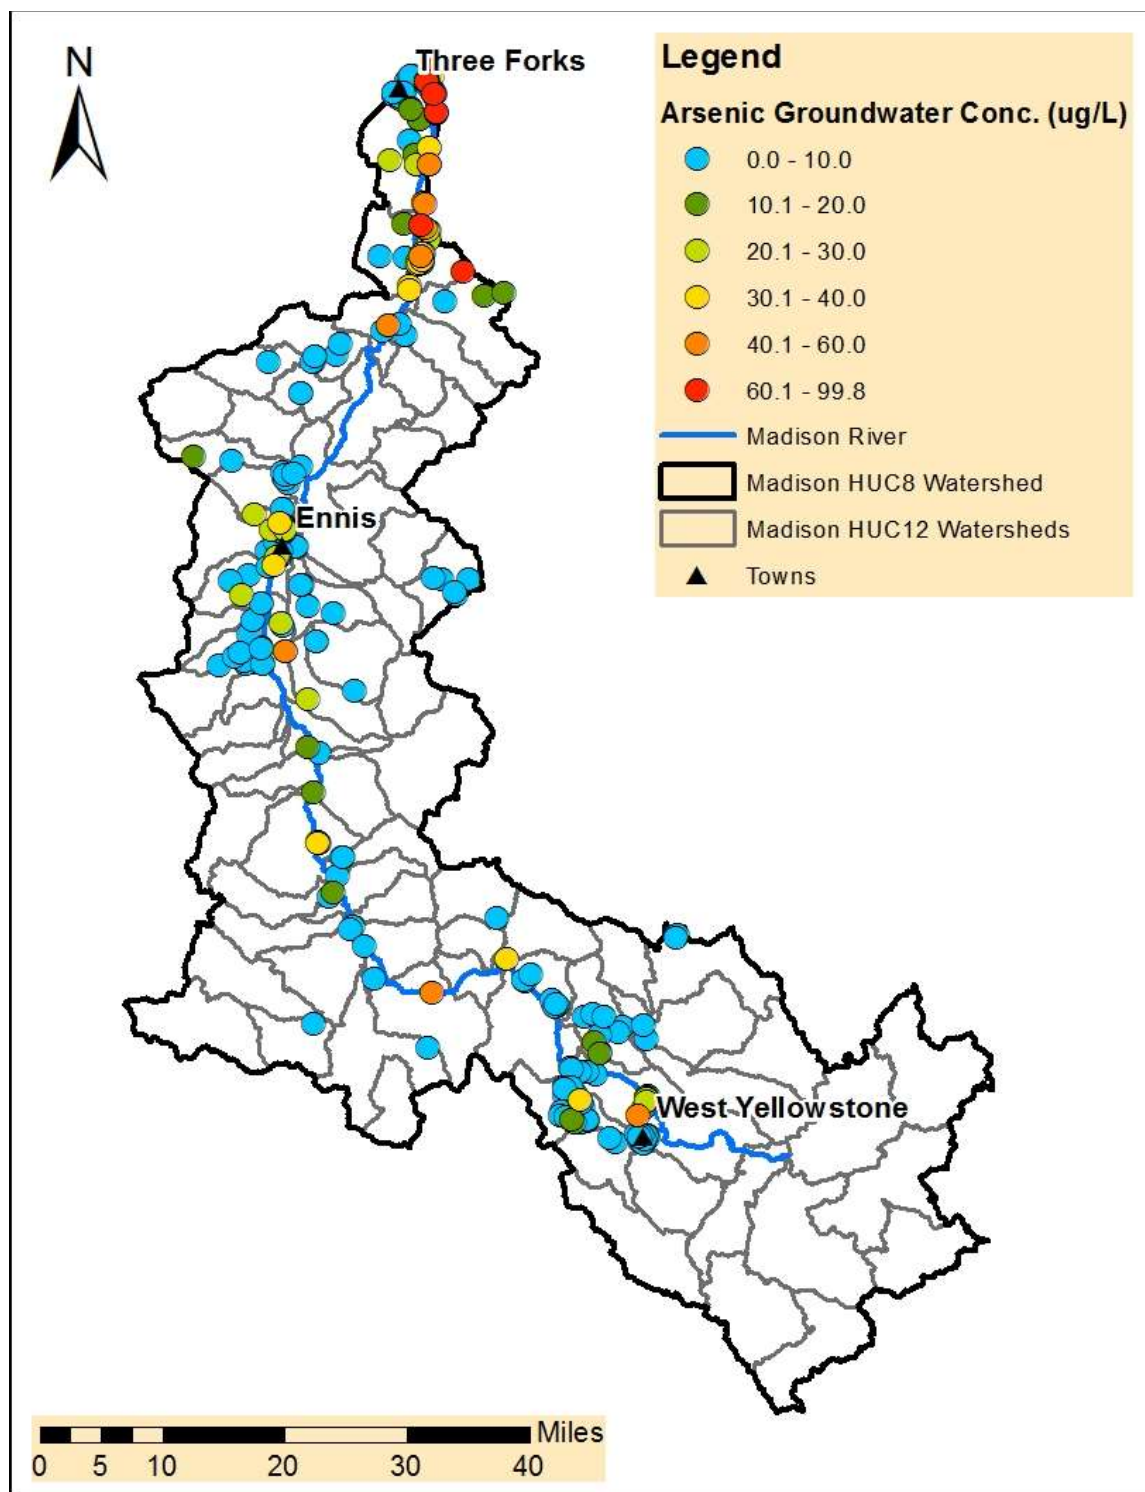 N
Three Forks
Legend
Arsenic Groundwater Conc. (ug/L)
0.0 - 10.0
10.1 - 20.0
20.1 - 30.0
30.1 - 40.0
40.1 - 60.0
60.1 - 99.8
Madison River
Madison HUC8 Watershed
Madison HUC12 Watersheds
Towns
Ennis
West Yellowstone
Miles
0 5 10 20 30 40